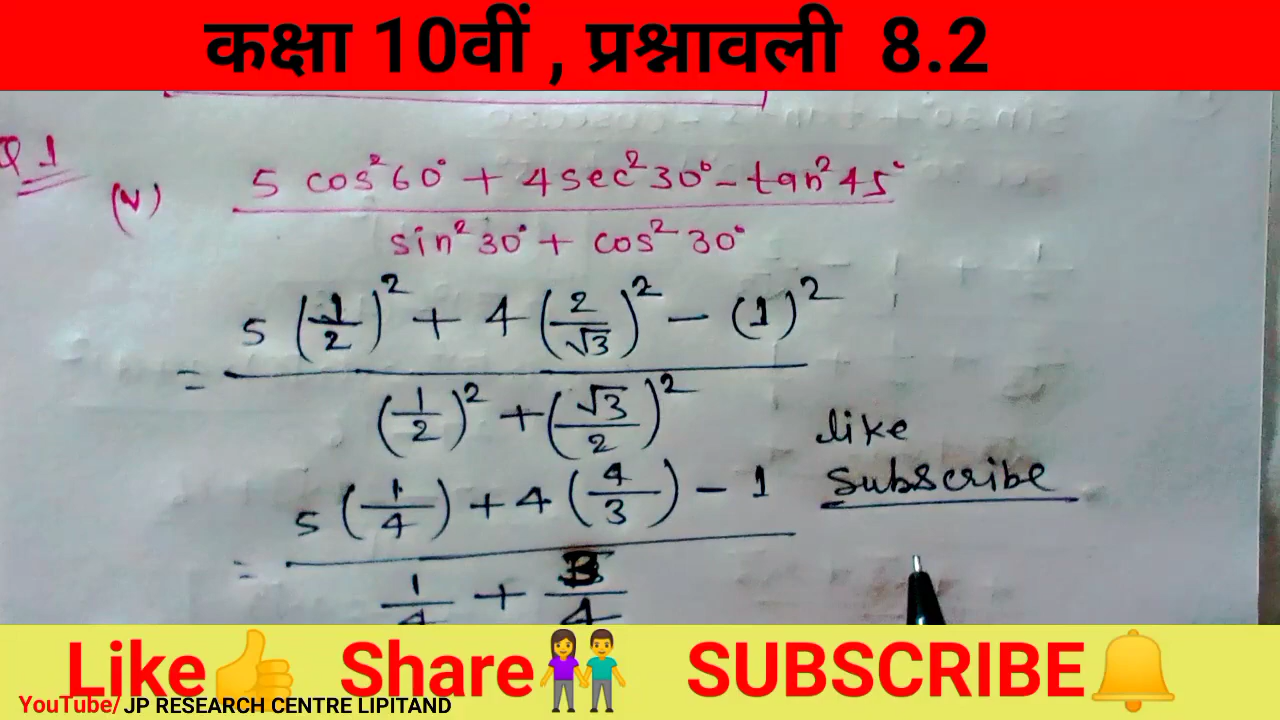 कक्षा 10वीं , प्रश्नावली 8.2
Q 1
(v) 5 cos²60° + 4 sec²30° - tan²45°
sin²30° + cos²30°
5 (1/2)² + 4 (2/√3)² - (1)²
=
(1/2)² + (√3/2)²
like
subscribe
5 (1/4) + 4 (4/3) - 1
=
1/4 + 3/4
Like👍 Share👫 SUBSCRIBE🔔
YouTube/ JP RESEARCH CENTRE LIPITAND